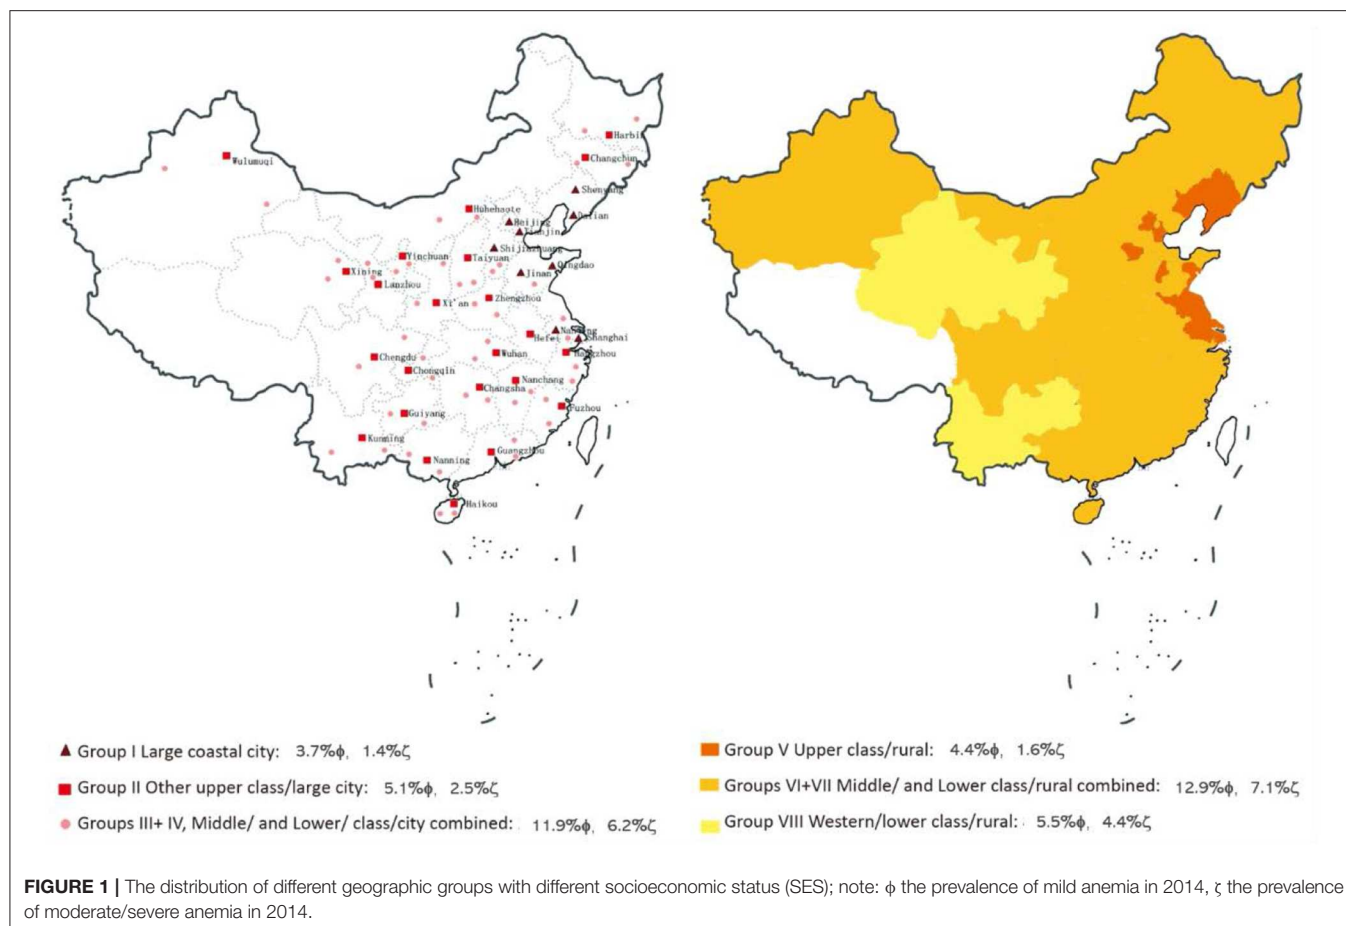 Harbi
Wulumuqi
Changchun
Shenyang
Huhehaote
Dalian
Beijing
Tianjin
Shijiazhuang
Yinchuan
Taiyuan
Qingdao
Xining
Jinan
Lanzhou
Xi'an
Zhengzhou
Nanjing
Hefei
Shanghai
Hangzhou
Wuhan
Chengdu
Chongqin
Nanchang
Changsha
Fuzhou
Guiyang
Kunming
Guangzhou
Nanning
Haikou
Group I Large coastal city: 3.7%ϕ, 1.4%ζ
Group II Other upper class/large city: 5.1%ϕ, 2.5%ζ
Groups III+ IV, Middle/ and Lower/ class/city combined: 11.9%ϕ, 6.2%ζ
Group V Upper class/rural: 4.4%ϕ, 1.6%ζ
Groups VI+VII Middle/ and Lower class/rural combined: 12.9%ϕ, 7.1%ζ
Group VIII Western/lower class/rural: 5.5%ϕ, 4.4%ζ
FIGURE 1 | The distribution of different geographic groups with different socioeconomic status (SES); note: ϕ the prevalence of mild anemia in 2014, ζ the prevalence
of moderate/severe anemia in 2014.